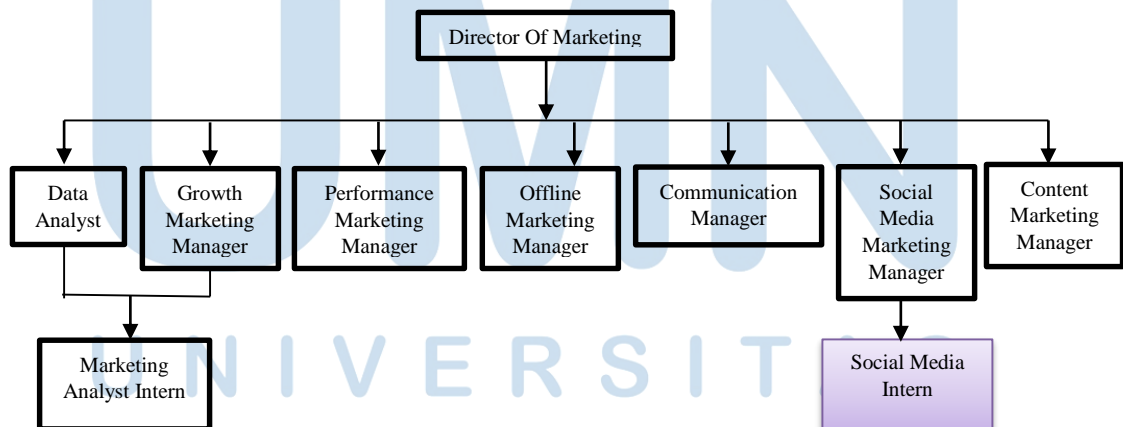 UMN
Director Of Marketing
Data
Analyst
Growth
Marketing
Manager
Performance
Marketing
Manager
Offline
Marketing
Manager
Communication
Manager
Social
Media
Marketing
Manager
Content
Marketing
Manager
Marketing
Analyst Intern
Social Media
Intern
UNIVERSIT